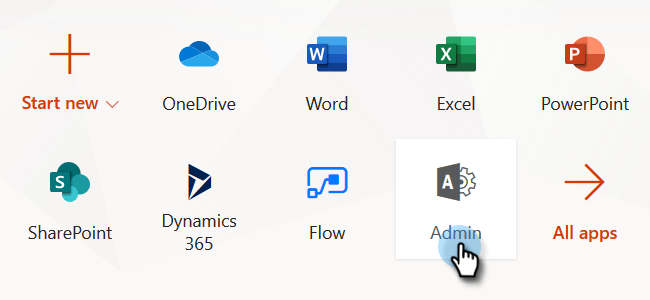 Start new
OneDrive
Word
Excel
PowerPoint
SharePoint
Dynamics
365
Flow
Admin
All apps